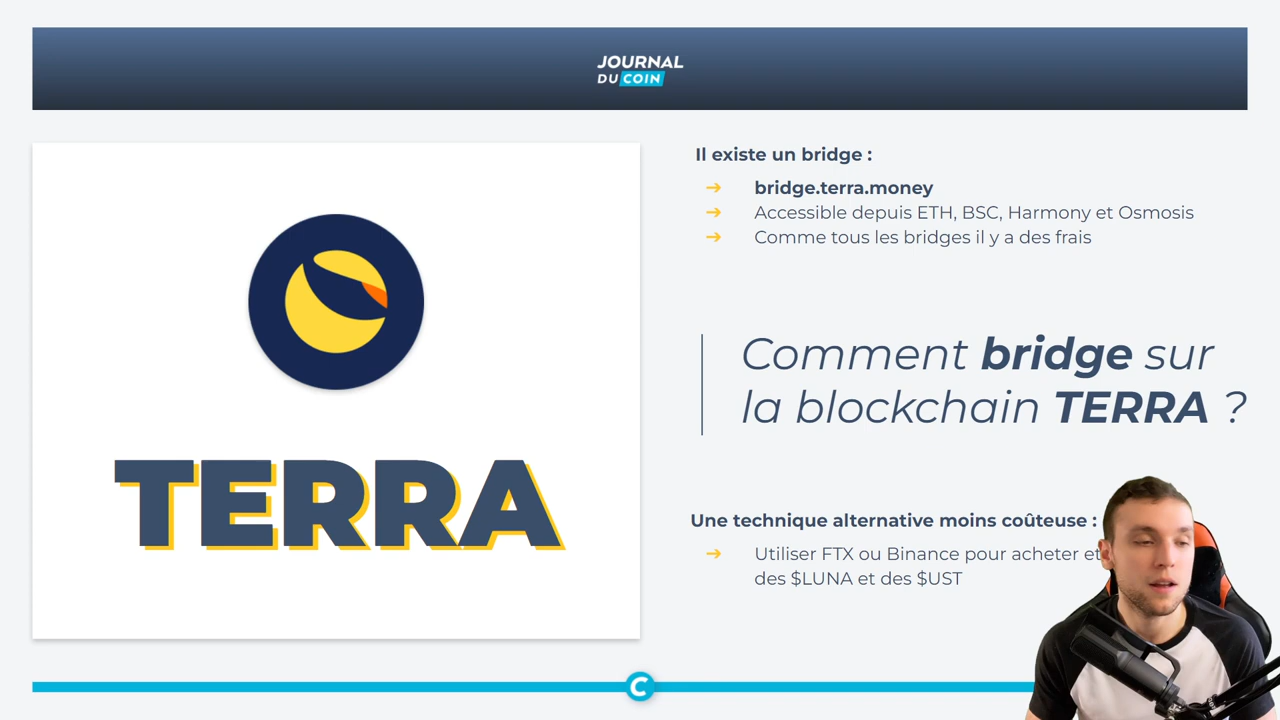 JOURNAL
DU COIN
Il existe un bridge :
➔ bridge.terra.money
➔ Accessible depuis ETH, BSC, Harmony et Osmosis
➔ Comme tous les bridges il y a des frais
Comment bridge sur
la blockchain TERRA ?
TERRA
Une technique alternative moins coûteuse :
➔ Utiliser FTX ou Binance pour acheter et
des $LUNA et des $UST
C